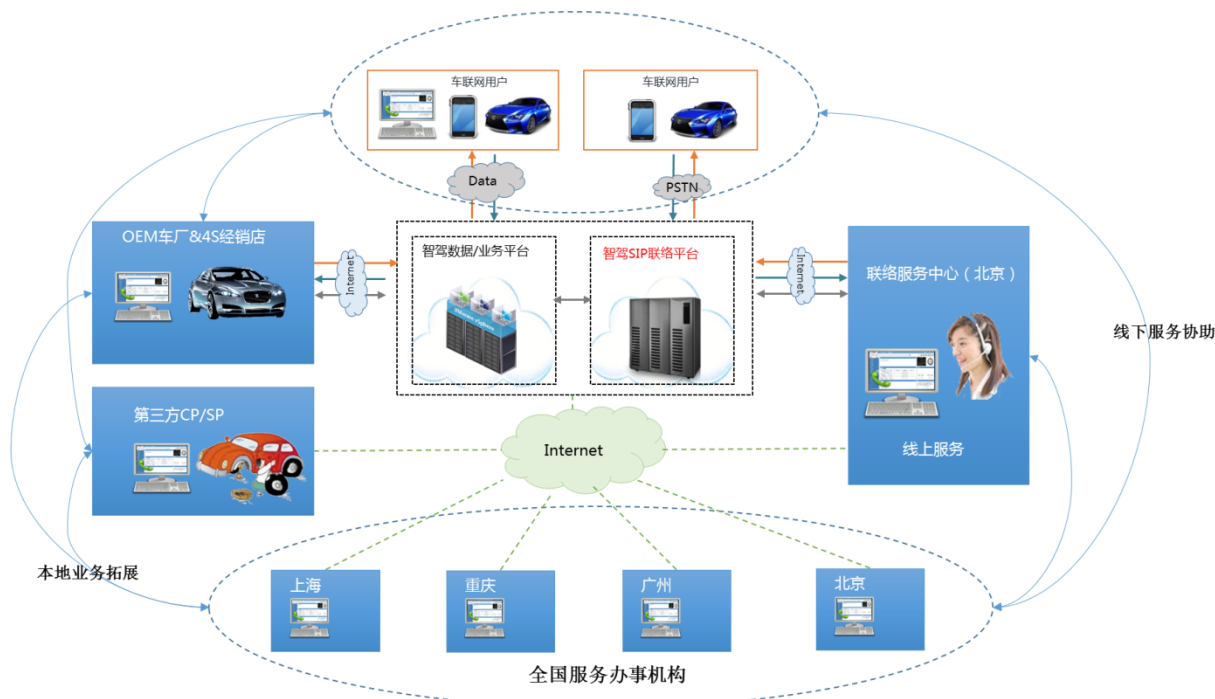 车联网用户
车联网用户
Data
PSTN
OEM车厂&4S经销店
Internet
智驾数据/业务平台
智驾SIP联络平台
Internet
联络服务中心（北京）
线上服务
线下服务协助
第三方CP/SP
Internet
本地业务拓展
上海
重庆
广州
北京
全国服务办事机构